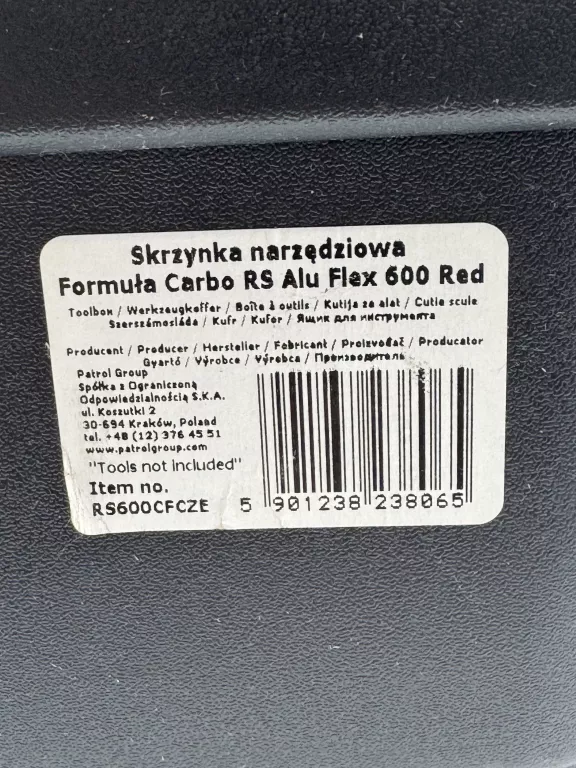 Skrzynka narzędziowa
Formuła Carbo RS Alu Flex 600 Red
Toolbox / Werkzeugkoffer / Boîte à outils / Kutija za alat / Cutie scule
Szerszámosláda / Kufr / Kufor / Ящик для инструмента
Producent / Producer / Hersteller / Fabricant / Proizvođač / Producator
Gyártó / Výrobce / Výrobca / Производитель
Patrol Group
Spółka z Ograniczoną
Odpowiedzialnością S.K.A.
ul. Koszutki 2
30-694 Kraków, Poland
tel. +48 (12) 376 45 51
www.patrolgroup.com
"Tools not included"
Item no.
RS600CFCZE
5 901238 238065